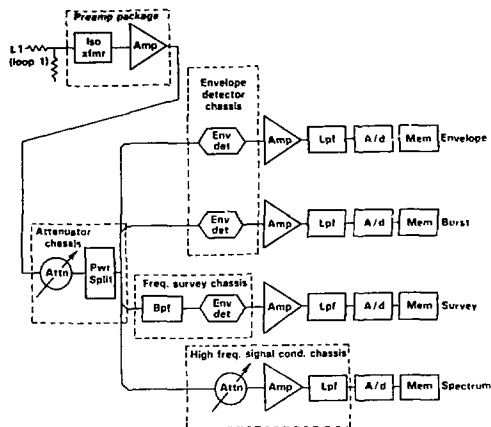 Preamp package
L1
(loop 1)
Iso
xfmr
Amp
Envelope
detector
chassis
Env
det
Amp
Lpf
A/d
Mem
Envelope
Env
det
Amp
Lpf
A/d
Mem
Burst
Attenuator
chassis
Attn
Pwr
Split
Freq. survey chassis
Bpf
Env
det
Amp
Lpf
A/d
Mem
Survey
High freq. signal cond. chassis
Attn
Amp
Lpf
A/d
Mem
Spectrum